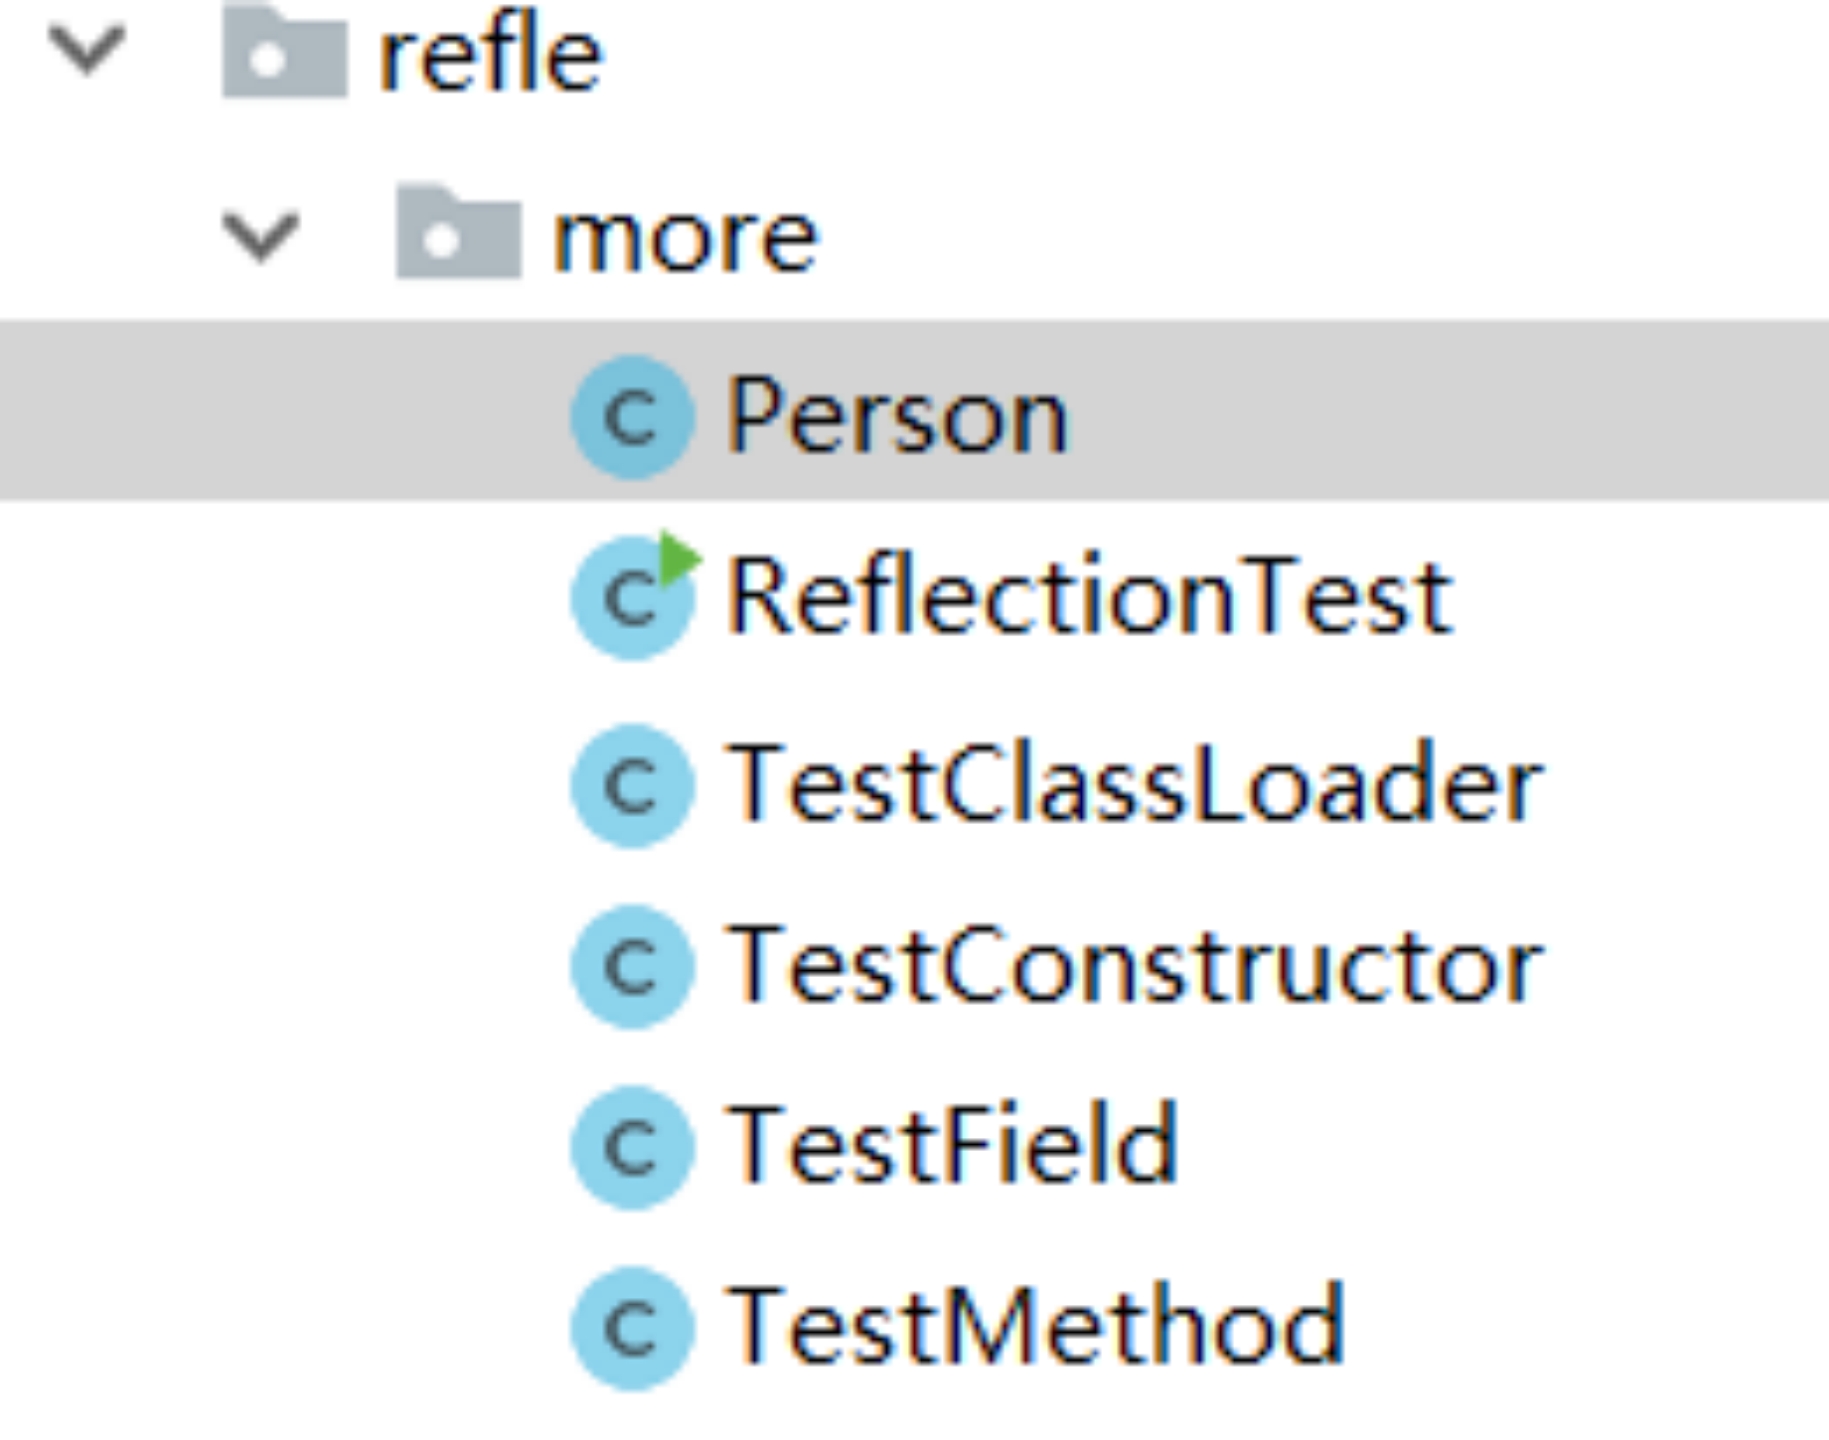 refle
more
Person
ReflectionTest
TestClassLoader
TestConstructor
TestField
TestMethod